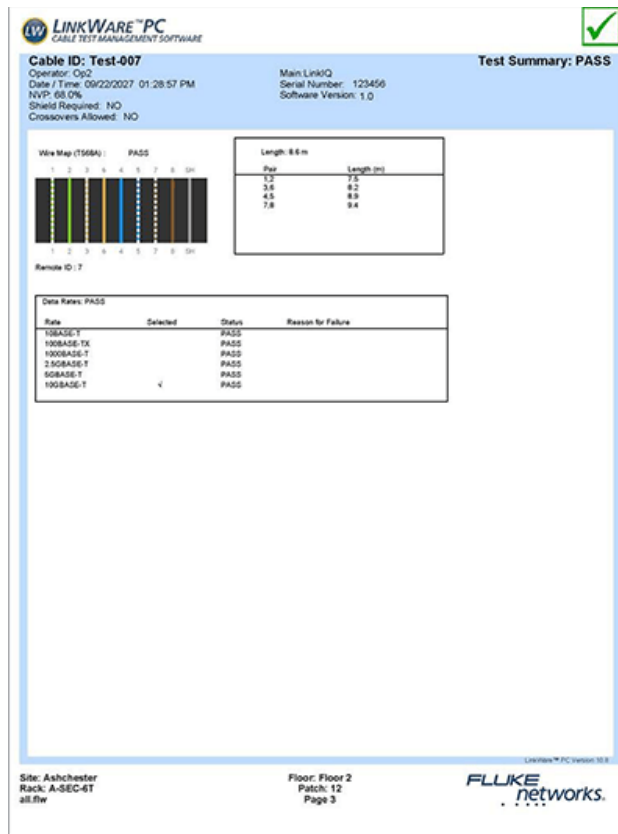 LW LINKWARE™PC
CABLE TEST MANAGEMENT SOFTWARE
Cable ID: Test-007
Test Summary: PASS
Operator: Op2
Date / Time: 09/22/2027 01:28:57 PM
NVP: 68.0%
Shield Required: NO
Crossovers Allowed: NO
Main:LinkIQ
Serial Number: 123456
Software Version: 1.0
Wire Map (T568A) : PASS
1 2 3 6 4 5 7 8 SH
1 2 3 6 4 5 7 8 SH
Remote ID : 7
Length: 8.6 m
Pair Length (m)
1,2 7.5
3,6 8.2
4,5 8.9
7,8 9.4
Data Rates: PASS
Rate Selected Status Reason for Failure
10BASE-T PASS
100BASE-TX PASS
1000BASE-T PASS
2.5GBASE-T PASS
5GBASE-T PASS
10GBASE-T √ PASS
LinkWare™ PC Version 10.8
Site: Ashchester
Rack: A-SEC-6T
all.flw
Floor: Floor 2
Patch: 12
Page 3
FLUKE
networks.